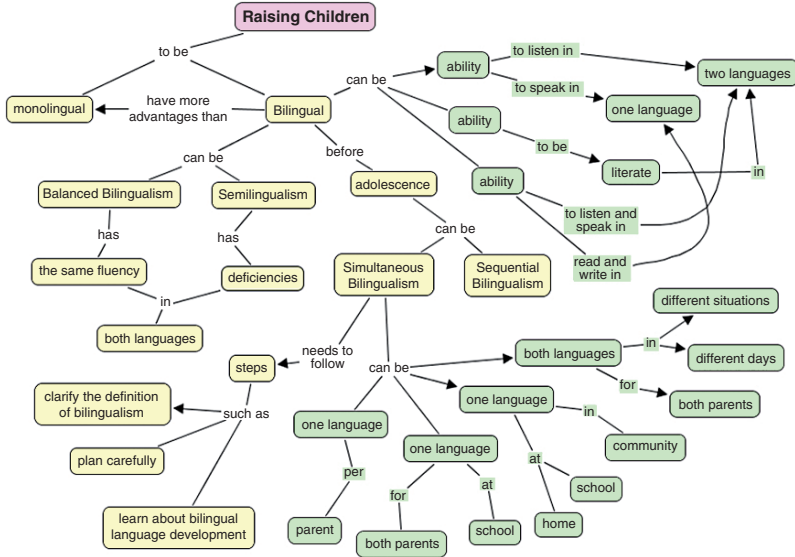 Raising Children
to be
monolingual
have more
advantages than
Bilingual
can be
ability
to listen in
two languages
to speak in
one language
ability
to be
literate
in
ability
to listen and
speak in
read and
write in
can be
before
Balanced Bilingualism
Semilingualism
adolescence
has
has
can be
the same fluency
deficiencies
in
both languages
Simultaneous
Bilingualism
Sequential
Bilingualism
needs to
follow
steps
can be
such as
clarify the definition
of bilingualism
plan carefully
learn about bilingual
language development
one language
per
parent
one language
for
both parents
at
school
one language
in
community
at
school
home
both languages
in
different situations
different days
for
both parents